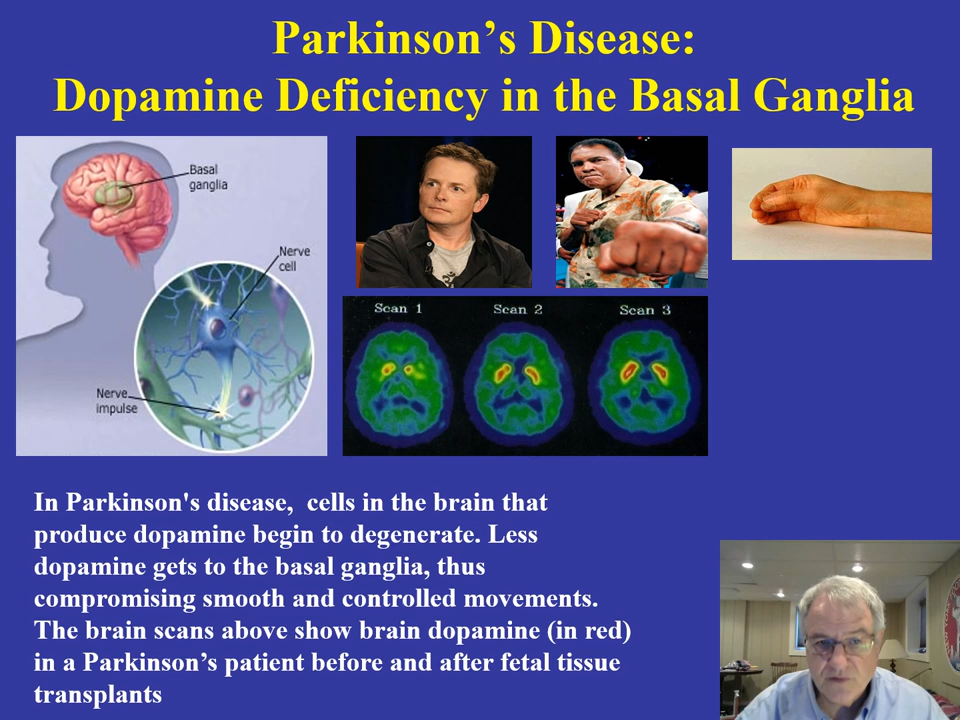 Parkinson’s Disease:
Dopamine Deficiency in the Basal Ganglia
Basal
ganglia
Nerve
cell
Nerve
impulse
Scan 1
Scan 2
Scan 3
In Parkinson's disease,  cells in the brain that
produce dopamine begin to degenerate. Less
dopamine gets to the basal ganglia, thus
compromising smooth and controlled movements.
The brain scans above show brain dopamine (in red)
in a Parkinson’s patient before and after fetal tissue
transplants